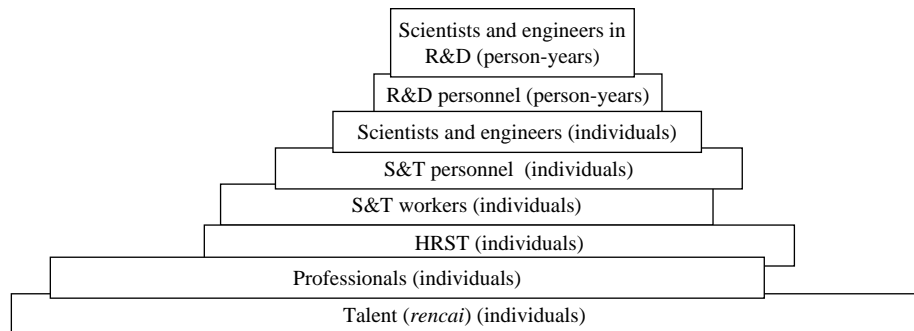 Scientists and engineers in
R&D (person-years)
R&D personnel (person-years)
Scientists and engineers (individuals)
S&T personnel (individuals)
S&T workers (individuals)
HRST (individuals)
Professionals (individuals)
Talent (rencai) (individuals)